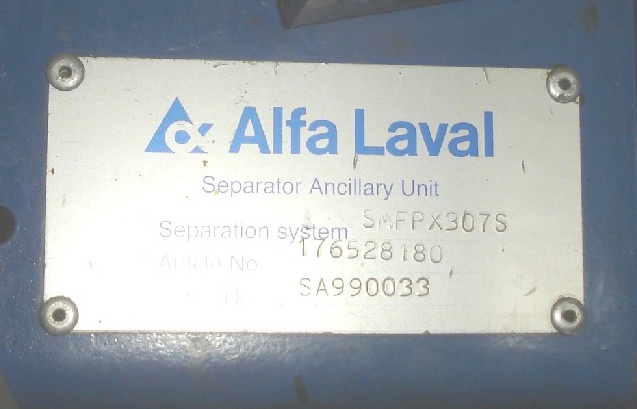 Alfa Laval
Separator Ancillary Unit
Separation system SMFPX307S
Article No 176528180
SA990033